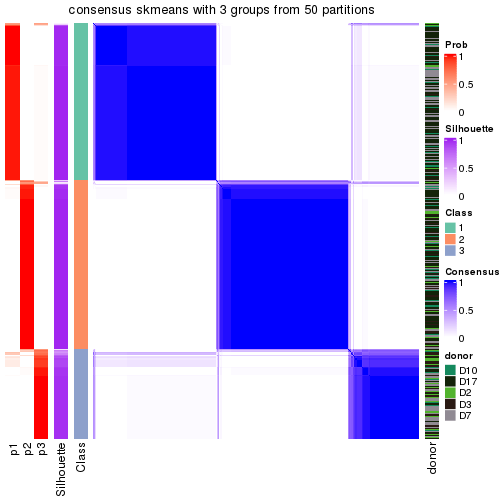 consensus skmeans with 3 groups from 50 partitions
Prob
1
0.5
0
Silhouette
1
0.5
0
Class
1
2
3
Consensus
1
0.5
0
donor
D10
D17
D2
D3
D7
p1
p2
p3
Silhouette
Class
donor